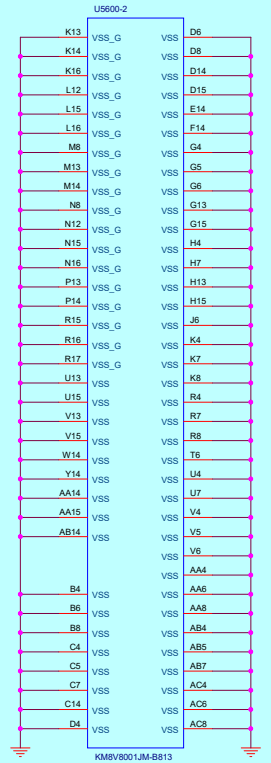 U5600-2
K13 VSS_G VSS D6
K14 VSS_G VSS D8
K16 VSS_G VSS D14
L12 VSS_G VSS D15
L15 VSS_G VSS E14
L16 VSS_G VSS F14
M8 VSS_G VSS G4
M13 VSS_G VSS G5
M14 VSS_G VSS G6
N8 VSS_G VSS G13
N12 VSS_G VSS G15
N15 VSS_G VSS H4
N16 VSS_G VSS H7
P13 VSS_G VSS H13
P14 VSS_G VSS H15
R15 VSS_G VSS J6
R16 VSS_G VSS K4
R17 VSS_G VSS K7
U13 VSS VSS K8
U15 VSS VSS R4
V13 VSS VSS R7
V15 VSS VSS R8
W14 VSS VSS T6
Y14 VSS VSS U4
AA14 VSS VSS U7
AA15 VSS VSS V4
AB14 VSS VSS V5
VSS V6
VSS AA4
B4 VSS VSS AA6
B6 VSS VSS AA8
B8 VSS VSS AB4
C4 VSS VSS AB5
C5 VSS VSS AB7
C7 VSS VSS AC4
C14 VSS VSS AC6
D4 VSS VSS AC8
KM8V8001JM-B813